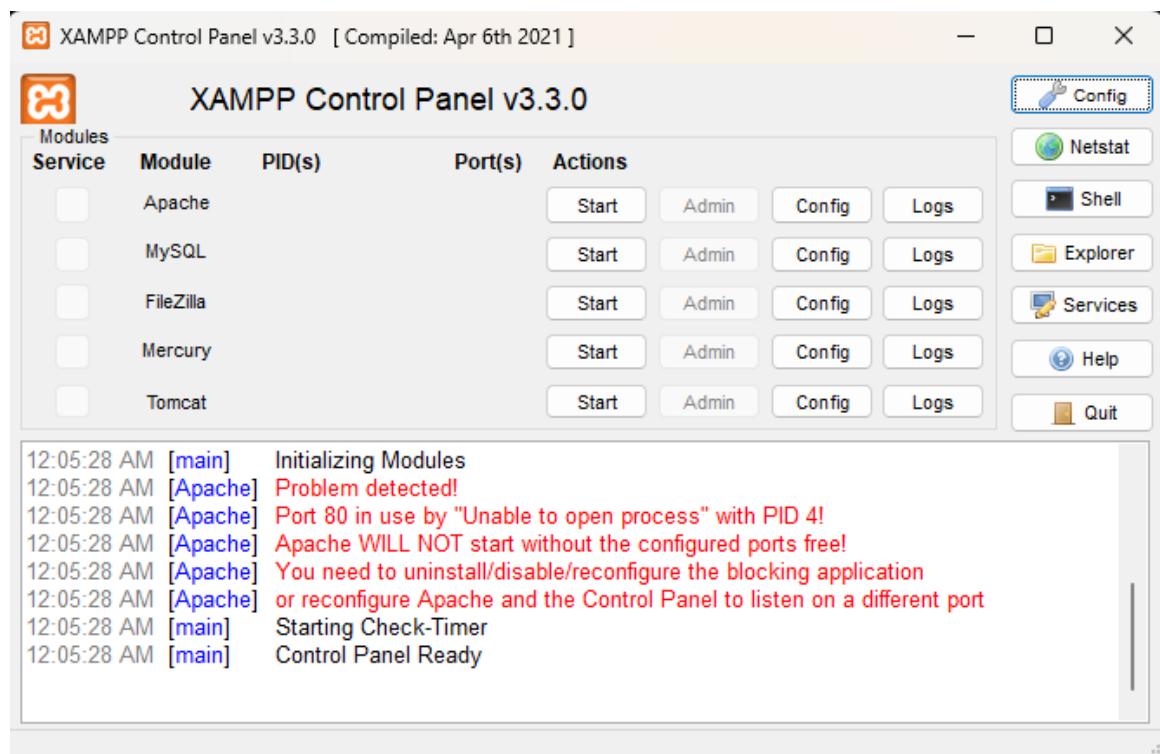 XAMPP Control Panel v3.3.0 [ Compiled: Apr 6th 2021 ]
XAMPP Control Panel v3.3.0
Config
Modules
Netstat
Service Module PID(s) Port(s) Actions
Apache Start Admin Config Logs
Shell
MySQL Start Admin Config Logs
Explorer
FileZilla Start Admin Config Logs
Services
Mercury Start Admin Config Logs
Help
Tomcat Start Admin Config Logs
Quit
12:05:28 AM [main] Initializing Modules
12:05:28 AM [Apache] Problem detected!
12:05:28 AM [Apache] Port 80 in use by "Unable to open process" with PID 4!
12:05:28 AM [Apache] Apache WILL NOT start without the configured ports free!
12:05:28 AM [Apache] You need to uninstall/disable/reconfigure the blocking application
12:05:28 AM [Apache] or reconfigure Apache and the Control Panel to listen on a different port
12:05:28 AM [main] Starting Check-Timer
12:05:28 AM [main] Control Panel Ready